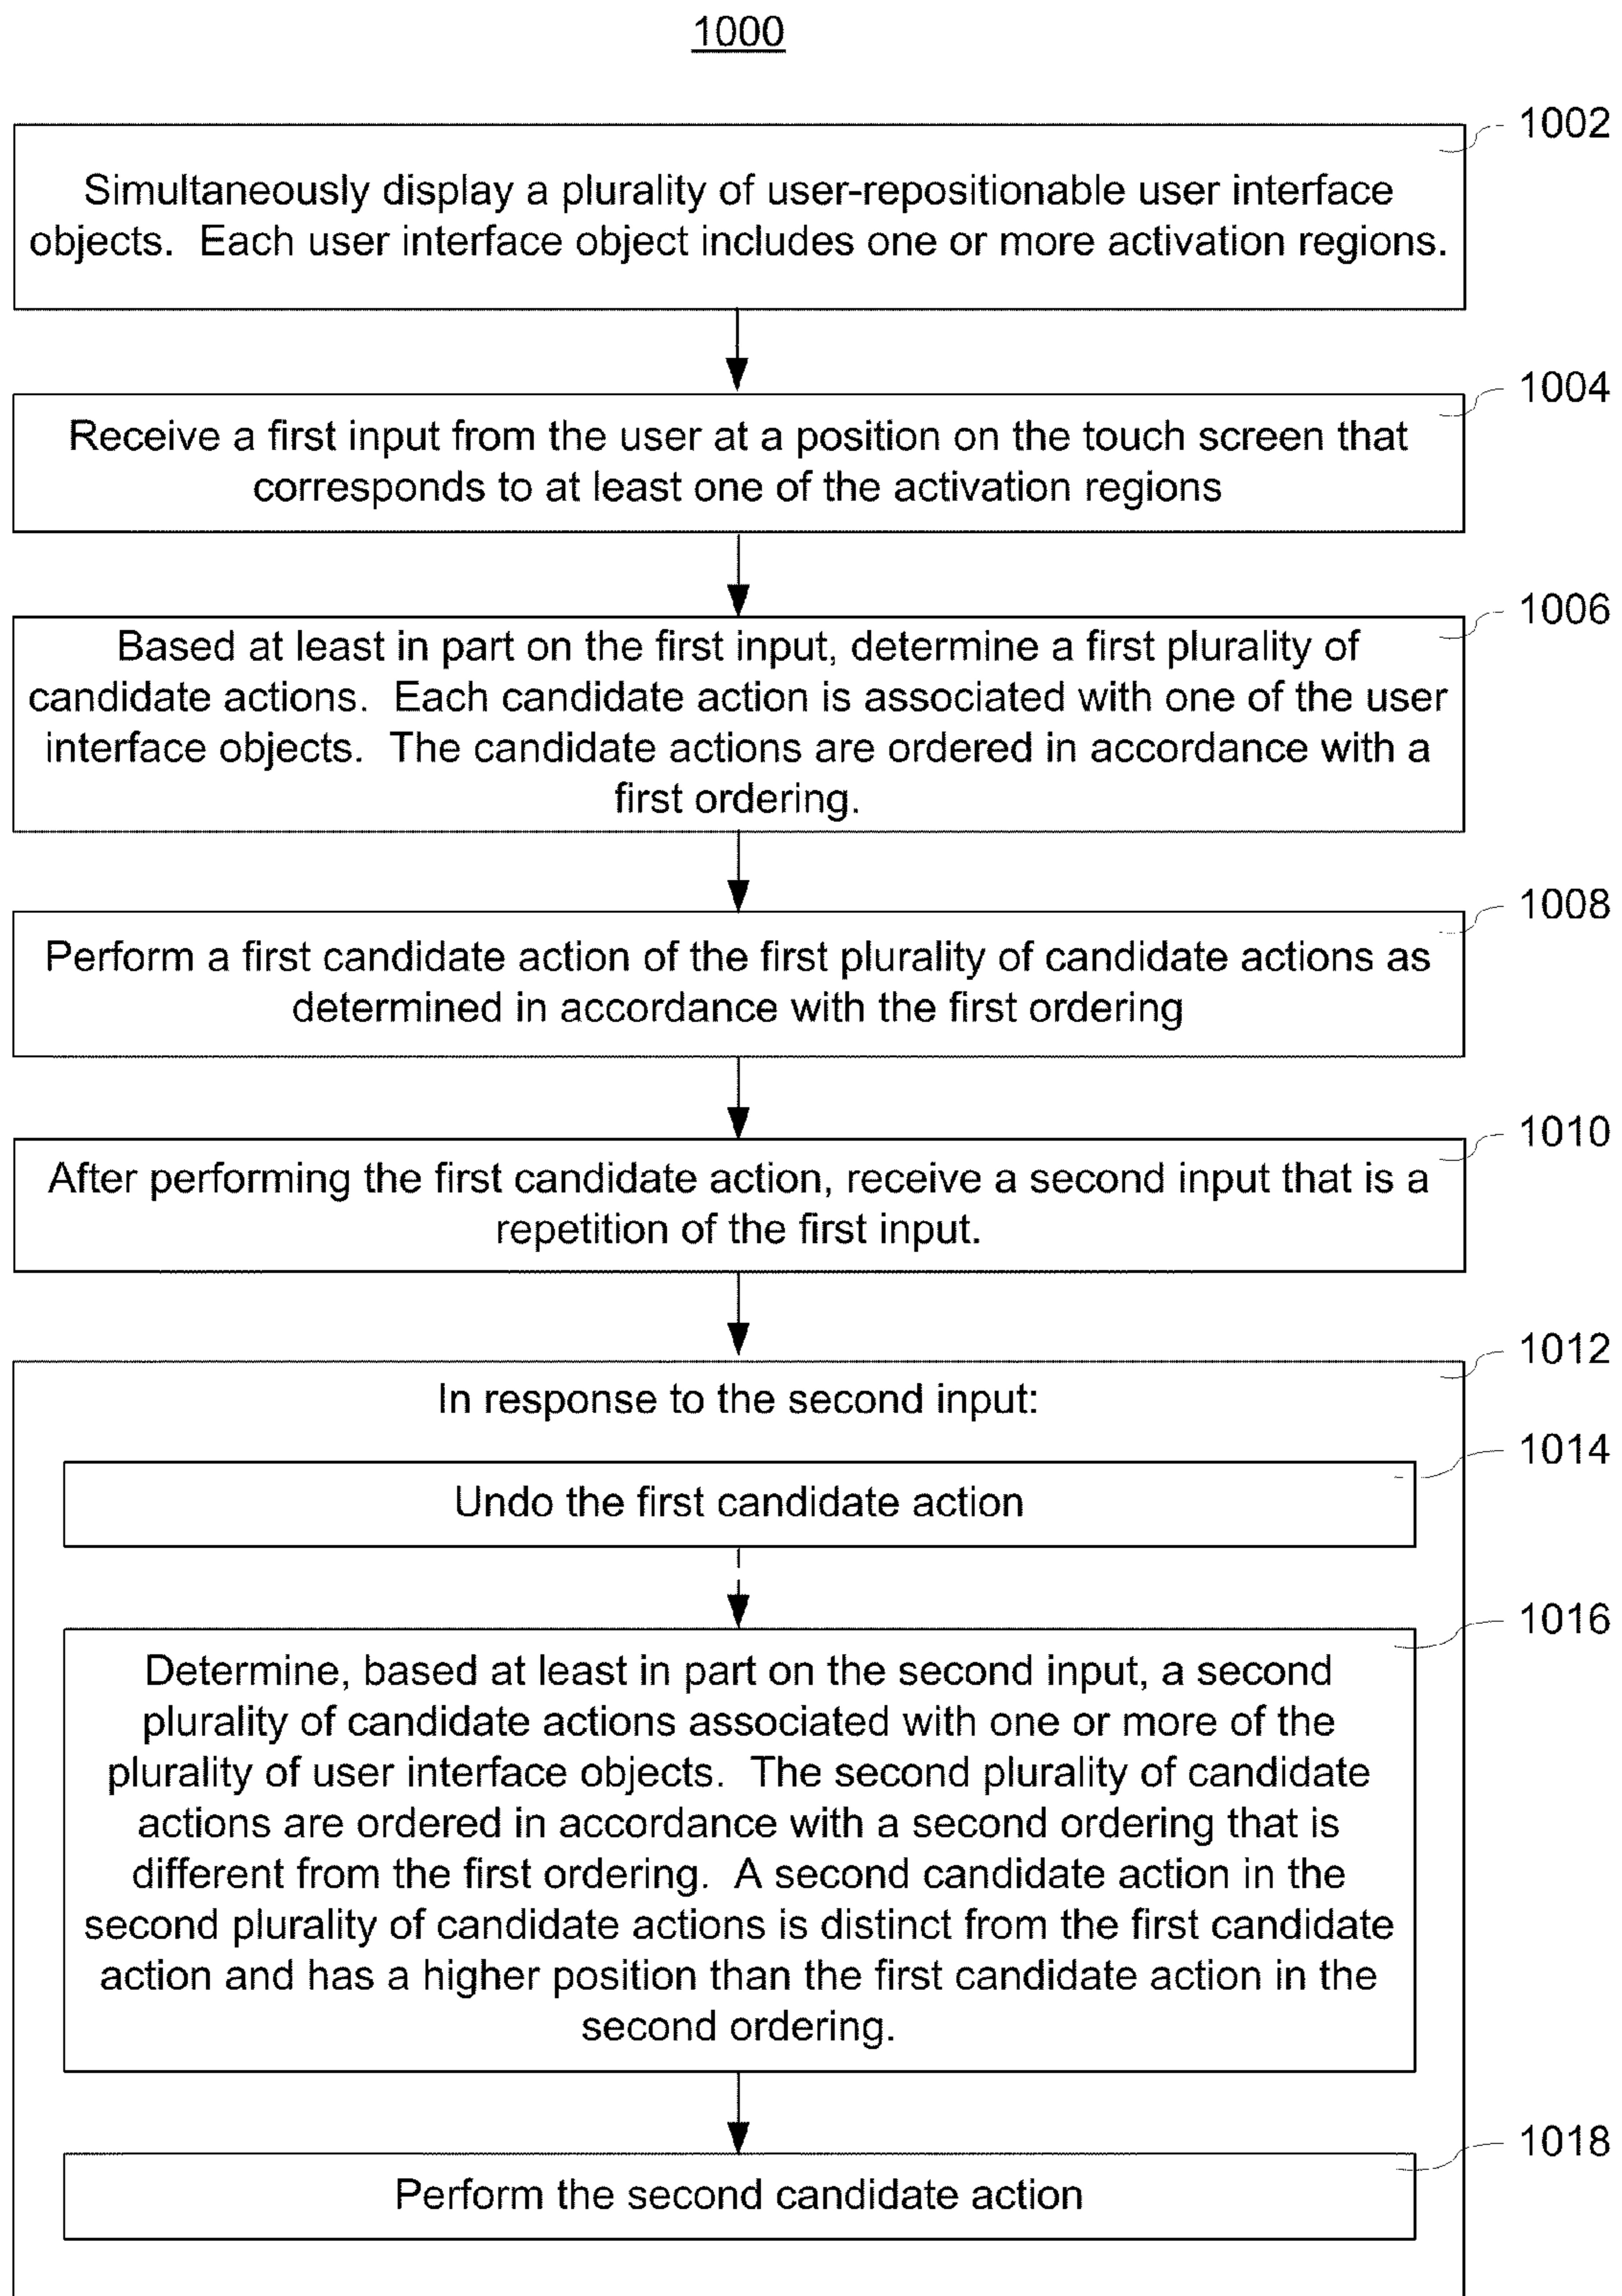 1000
1002
Simultaneously display a plurality of user-repositionable user interface
objects. Each user interface object includes one or more activation regions.
1004
Receive a first input from the user at a position on the touch screen that
corresponds to at least one of the activation regions
1006
Based at least in part on the first input, determine a first plurality of
candidate actions. Each candidate action is associated with one of the user
interface objects. The candidate actions are ordered in accordance with a
first ordering.
1008
Perform a first candidate action of the first plurality of candidate actions as
determined in accordance with the first ordering
1010
After performing the first candidate action, receive a second input that is a
repetition of the first input.
1012
In response to the second input:
1014
Undo the first candidate action
1016
Determine, based at least in part on the second input, a second
plurality of candidate actions associated with one or more of the
plurality of user interface objects. The second plurality of candidate
actions are ordered in accordance with a second ordering that is
different from the first ordering. A second candidate action in the
second plurality of candidate actions is distinct from the first candidate
action and has a higher position than the first candidate action in the
second ordering.
1018
Perform the second candidate action